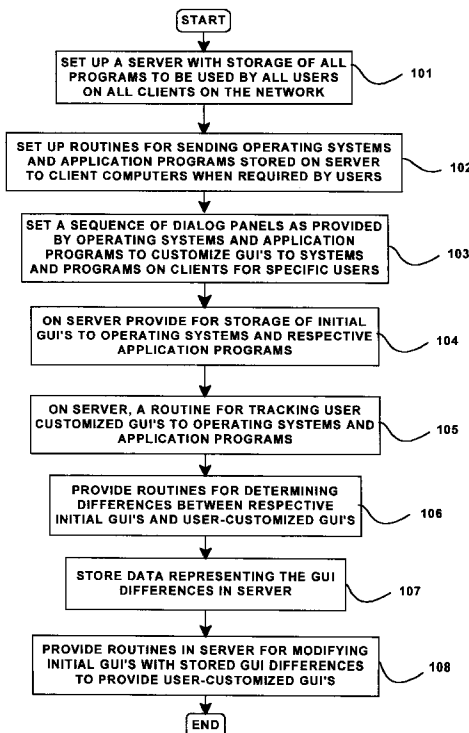 START
SET UP A SERVER WITH STORAGE OF ALL
PROGRAMS TO BE USED BY ALL USERS
ON ALL CLIENTS ON THE NETWORK
101
SET UP ROUTINES FOR SENDING OPERATING SYSTEMS
AND APPLICATION PROGRAMS STORED ON SERVER
TO CLIENT COMPUTERS WHEN REQUIRED BY USERS
102
SET A SEQUENCE OF DIALOG PANELS AS PROVIDED
BY OPERATING SYSTEMS AND APPLICATION
PROGRAMS TO CUSTOMIZE GUI'S TO SYSTEMS
AND PROGRAMS ON CLIENTS FOR SPECIFIC USERS
103
ON SERVER PROVIDE FOR STORAGE OF INITIAL
GUI'S TO OPERATING SYSTEMS AND RESPECTIVE
APPLICATION PROGRAMS
104
ON SERVER, A ROUTINE FOR TRACKING USER
CUSTOMIZED GUI'S TO OPERATING SYSTEMS AND
APPLICATION PROGRAMS
105
PROVIDE ROUTINES FOR DETERMINING
DIFFERENCES BETWEEN RESPECTIVE
INITIAL GUI'S AND USER-CUSTOMIZED GUI'S
106
STORE DATA REPRESENTING THE GUI
DIFFERENCES IN SERVER
107
PROVIDE ROUTINES IN SERVER FOR MODIFYING
INITIAL GUI'S WITH STORED GUI DIFFERENCES
TO PROVIDE USER-CUSTOMIZED GUI'S
108
END